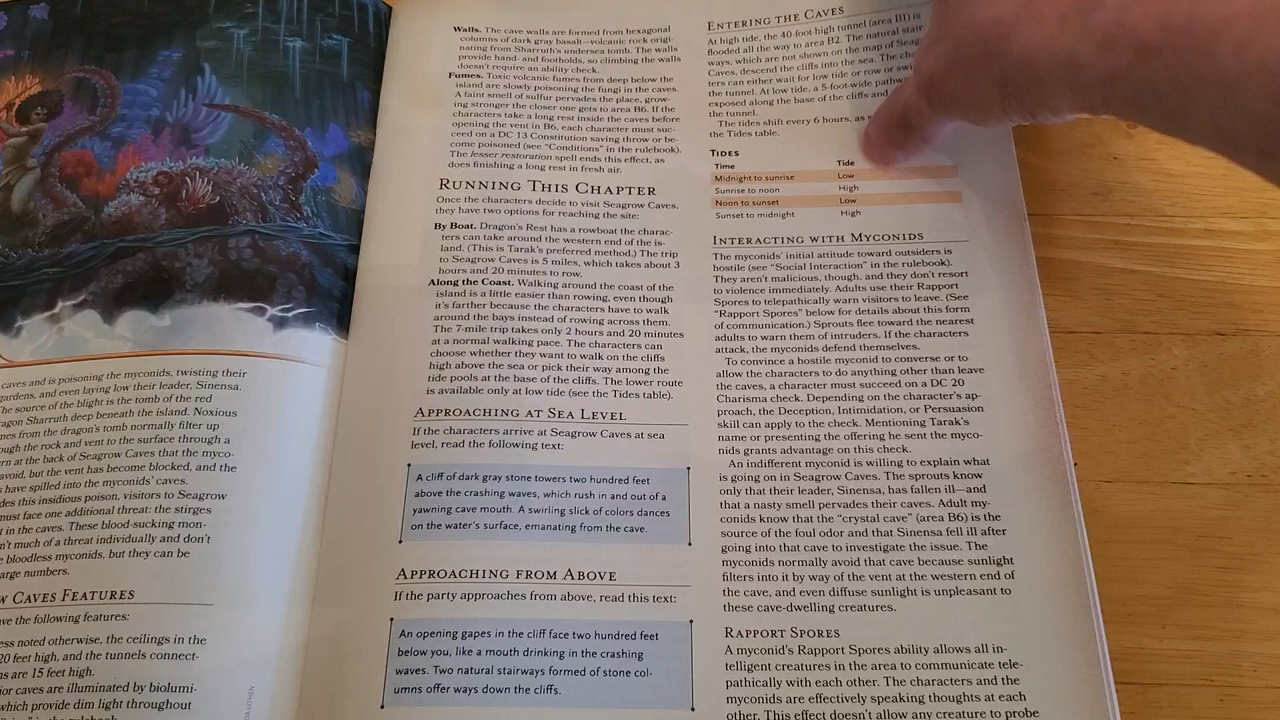 caves and is poisoning the myconids, twisting their
gardens, and even laying low their leader, Sinensa.
The source of the blight is the tomb of the red
dragon Sharruth deep beneath the island. Noxious
from the dragon's tomb normally filter up
the rock and vent to the surface through a
at the back of Seagrow Caves that the myco-
avoid, but the vent has become blocked, and the
have spilled into the myconids' caves.
this insidious poison, visitors to Seagrow
must face one additional threat: the stirges
in the caves. These blood-sucking mon-
much of a threat individually and don't
bloodless myconids, but they can be
large numbers.
Caves Features
the following features:
noted otherwise, the ceilings in the
20 feet high, and the tunnels connect-
are 15 feet high.
caves are illuminated by biolumi-
which provide dim light throughout
Walls. The cave walls are formed from hexagonal
columns of dark gray basalt—volcanic rock origi-
nating from Sharruth's undersea tomb. The walls
provide hand- and footholds, so climbing the walls
doesn't require an ability check.
Fumes. Toxic volcanic fumes from deep below the
island are slowly poisoning the fungi in the caves.
A faint smell of sulfur pervades the place, grow-
ing stronger the closer one gets to area B6. If the
characters take a long rest inside the caves before
opening the vent in B6, each character must suc-
ceed on a DC 13 Constitution saving throw or be-
come poisoned (see "Conditions" in the rulebook).
The lesser restoration spell ends this effect, as
does finishing a long rest in fresh air.
Running This Chapter
Once the characters decide to visit Seagrow Caves,
they have two options for reaching the site:
By Boat. Dragon's Rest has a rowboat the charac-
ters can take around the western end of the is-
land. (This is Tarak's preferred method.) The trip
to Seagrow Caves is 5 miles, which takes about 3
hours and 20 minutes to row.
Along the Coast. Walking around the coast of the
island is a little easier than rowing, even though
it's farther because the characters have to walk
around the bays instead of rowing across them.
The 7-mile trip takes only 2 hours and 20 minutes
at a normal walking pace. The characters can
choose whether they want to walk on the cliffs
high above the sea or pick their way among the
tide pools at the base of the cliffs. The lower route
is available only at low tide (see the Tides table).
Approaching at Sea Level
If the characters arrive at Seagrow Caves at sea
level, read the following text:
A cliff of dark gray stone towers two hundred feet
above the crashing waves, which rush in and out of a
yawning cave mouth. A swirling slick of colors dances
on the water's surface, emanating from the cave.
Approaching from Above
If the party approaches from above, read this text:
An opening gapes in the cliff face two hundred feet
below you, like a mouth drinking in the crashing
waves. Two natural stairways formed of stone col-
umns offer ways down the cliffs.
Entering the Caves
At high tide, the 40-foot-high tunnel (area B1) is
flooded all the way to area B2. The natural stair-
ways, which are not shown on the map of
Caves, descend the cliffs into the sea. The
ters can either wait for low tide or row or
the tunnel. At low tide, a 5-foot-wide
exposed along the base of the cliffs and
the tunnel.
The tides shift every 6 hours, as
the Tides table.
Tides
Time Tide
Midnight to sunrise Low
Sunrise to noon High
Noon to sunset Low
Sunset to midnight High
Interacting with Myconids
The myconids' initial attitude toward outsiders is
hostile (see "Social Interaction" in the rulebook).
They aren't malicious, though, and they don't resort
to violence immediately. Adults use their Rapport
Spores to telepathically warn visitors to leave. (See
"Rapport Spores" below for details about this form
of communication.) Sprouts flee toward the nearest
adults to warn them of intruders. If the characters
attack, the myconids defend themselves.
To convince a hostile myconid to converse or to
allow the characters to do anything other than leave
the caves, a character must succeed on a DC 20
Charisma check. Depending on the character's ap-
proach, the Deception, Intimidation, or Persuasion
skill can apply to the check. Mentioning Tarak's
name or presenting the offering he sent the myco-
nids grants advantage on this check.
An indifferent myconid is willing to explain what
is going on in Seagrow Caves. The sprouts know
only that their leader, Sinensa, has fallen ill—and
that a nasty smell pervades their caves. Adult my-
conids know that the "crystal cave" (area B6) is the
source of the foul odor and that Sinensa fell ill after
going into that cave to investigate the issue. The
myconids normally avoid that cave because sunlight
filters into it by way of the vent at the western end of
the cave, and even diffuse sunlight is unpleasant to
these cave-dwelling creatures.
Rapport Spores
A myconid's Rapport Spores ability allows all in-
telligent creatures in the area to communicate tele-
pathically with each other. The characters and the
myconids are effectively speaking thoughts at each
other. This effect doesn't allow any creature to probe